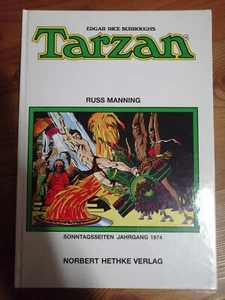 EDGAR RICE BURROUGHS
Tarzan®
RUSS MANNING
SONNTAGSSEITEN JAHRGANG 1974
NORBERT HETHKE VERLAG